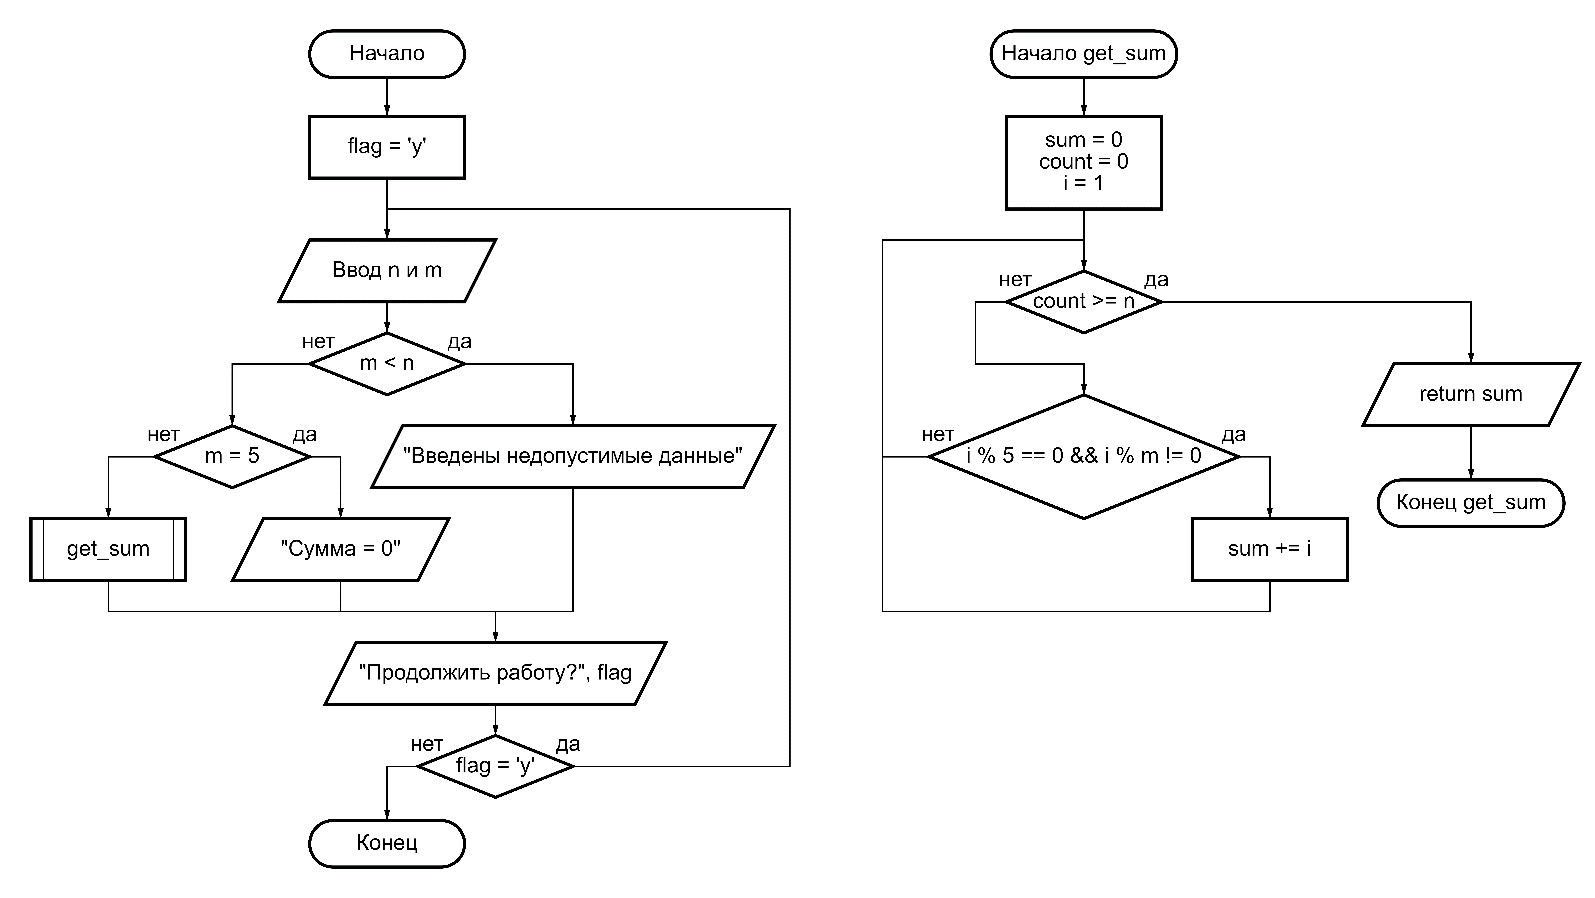 Начало
flag = 'y'
Ввод n и m
нет
да
m < n
нет
да
m = 5
"Введены недопустимые данные"
get_sum
"Сумма = 0"
"Продолжить работу?", flag
нет
да
flag = 'y'
Конец
Начало get_sum
sum = 0
count = 0
i = 1
нет
да
count >= n
return sum
нет
да
i % 5 == 0 && i % m != 0
Конец get_sum
sum += i